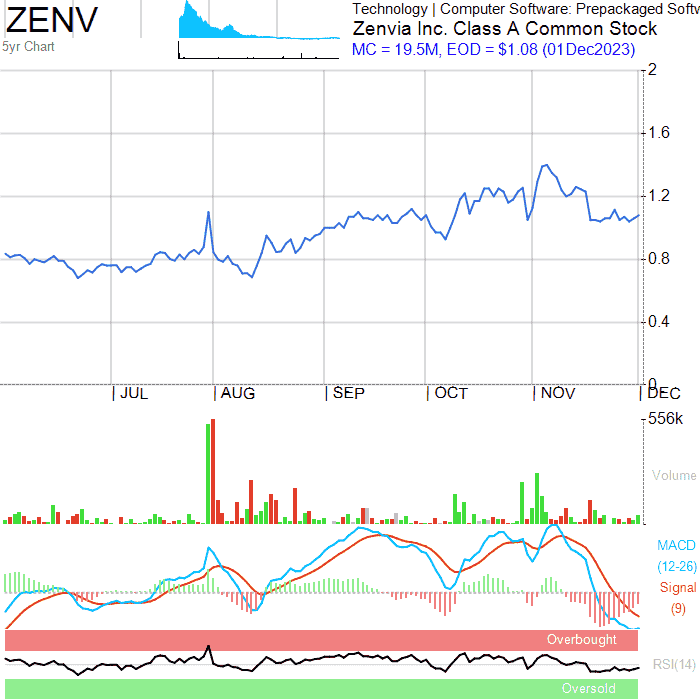 ZENV
5yr Chart
Technology | Computer Software: Prepackaged Softw
Zenvia Inc. Class A Common Stock
MC = 19.5M, EOD = $1.08 (01Dec2023)
2
1.6
1.2
0.8
0.4
0
| JUL | AUG | SEP | OCT | NOV | DEC
556k
Volume
MACD
(12-26)
Signal
(9)
Overbought
RSI(14)
Oversold